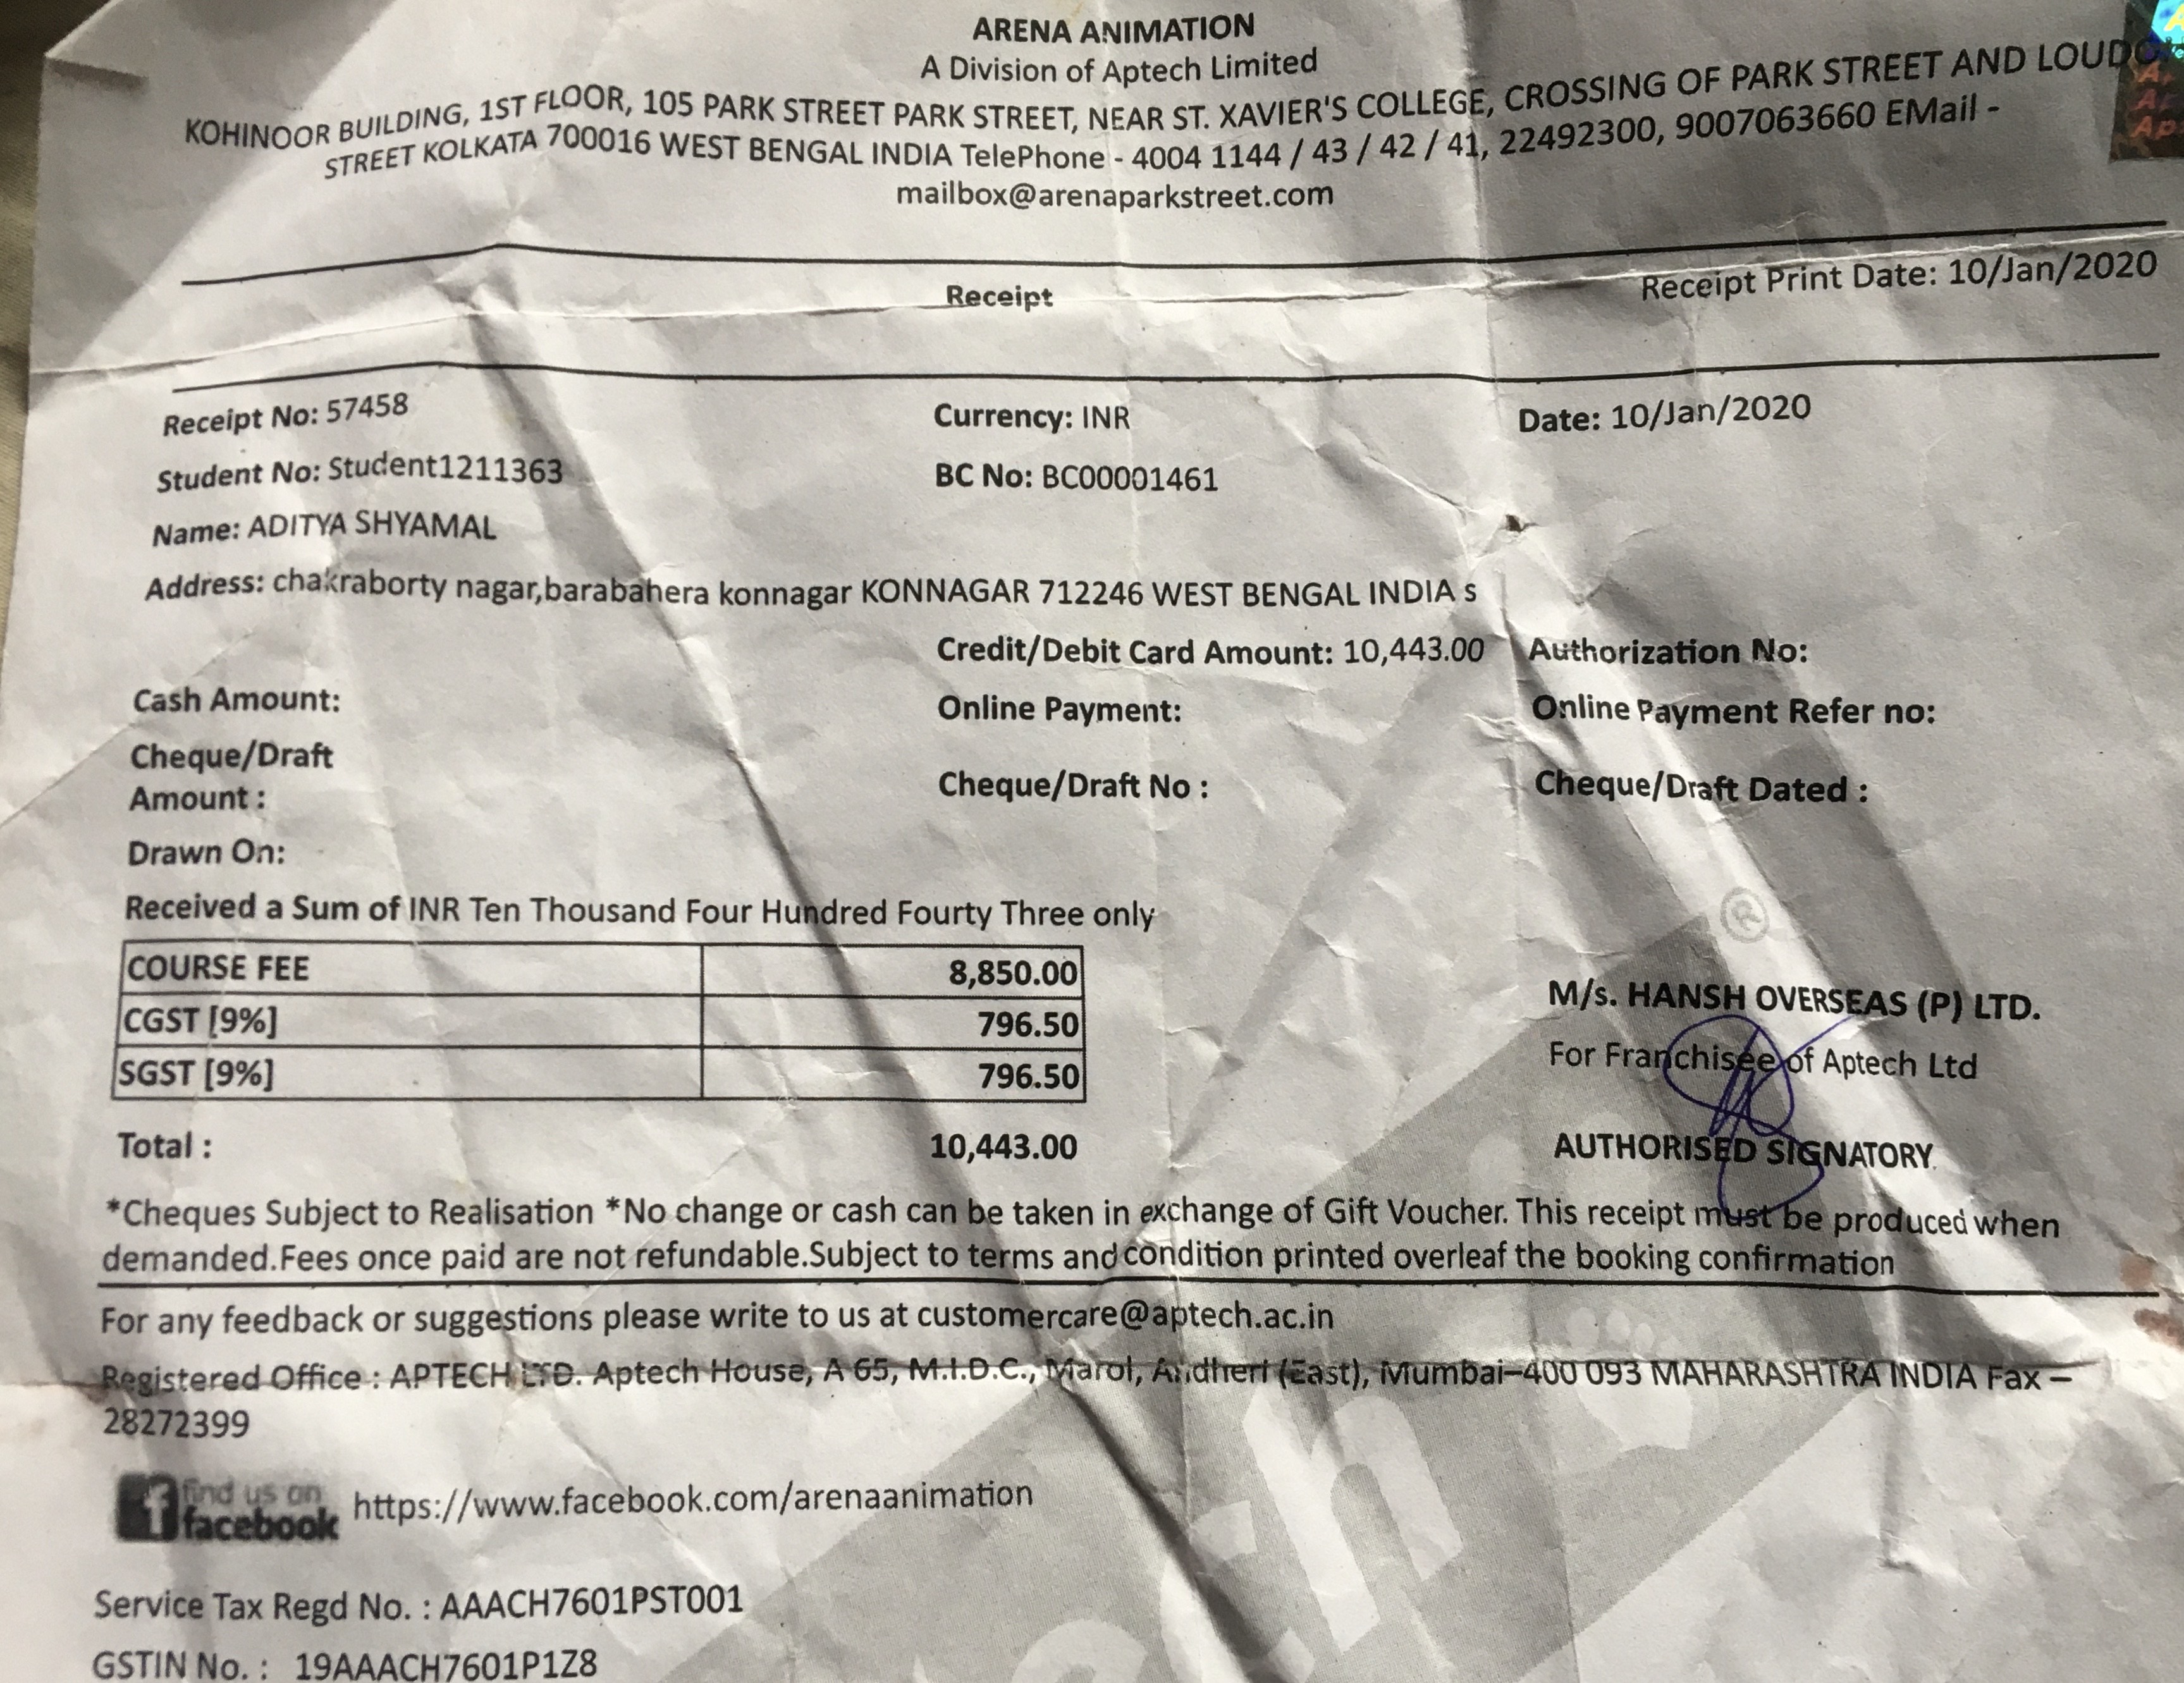 ARENA ANIMATION
A Division of Aptech Limited
KOHINOOR BUILDING, 1ST FLOOR, 105 PARK STREET PARK STREET, NEAR ST. XAVIER'S COLLEGE, CROSSING OF PARK STREET AND
STREET KOLKATA 700016 WEST BENGAL INDIA TelePhone - 4004 1144 / 43 / 42 / 41, 22492300, 9007063660 EMail -
mailbox@arenaparkstreet.com
Receipt
Receipt Print Date: 10/Jan/2020
Receipt No: 57458 Currency: INR Date: 10/Jan/2020
Student No: Student1211363 BC No: BC00001461
Name: ADITYA SHYAMAL
Address: chakraborty nagar,barabahera konnagar KONNAGAR 712246 WEST BENGAL INDIA s
Credit/Debit Card Amount: 10,443.00 Authorization No:
Cash Amount: Online Payment: Online Payment Refer no:
Cheque/Draft
Amount : Cheque/Draft No : Cheque/Draft Dated :
Drawn On:
Received a Sum of INR Ten Thousand Four Hundred Fourty Three only
COURSE FEE 8,850.00
CGST [9%] 796.50
SGST [9%] 796.50
Total : 10,443.00
M/s. HANSH OVERSEAS (P) LTD.
For Franchisee of Aptech Ltd
AUTHORISED SIGNATORY
*Cheques Subject to Realisation *No change or cash can be taken in exchange of Gift Voucher. This receipt must be produced when
demanded.Fees once paid are not refundable.Subject to terms and condition printed overleaf the booking confirmation
For any feedback or suggestions please write to us at customercare@aptech.ac.in
Registered Office : APTECH LTD. Aptech House, A 65, M.I.D.C., Marol, Andheri (East), Mumbai–400 093 MAHARASHTRA INDIA Fax –
28272399
find us on
facebook https://www.facebook.com/arenaanimation
Service Tax Regd No. : AAACH7601PST001
GSTIN No. : 19AAACH7601P1Z8